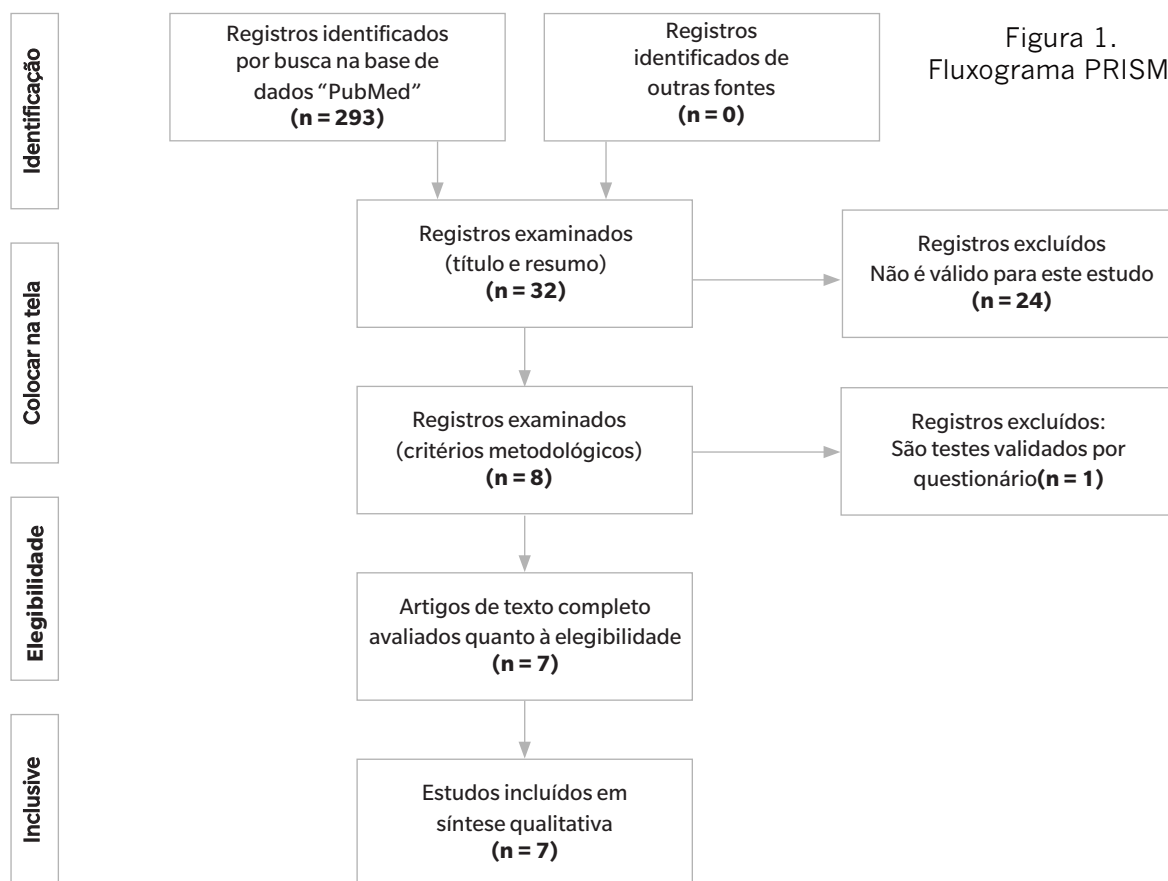 Figura 1.
Fluxograma PRISM
Identificação
Registros identificados
por busca na base de
dados “PubMed”
(n = 293)
Registros
identificados de
outras fontes
(n = 0)
Colocar na tela
Registros examinados
(título e resumo)
(n = 32)
Registros excluídos
Não é válido para este estudo
(n = 24)
Registros examinados
(critérios metodológicos)
(n = 8)
Registros excluídos:
São testes validados por
questionário(n = 1)
Elegibilidade
Artigos de texto completo
avaliados quanto à elegibilidade
(n = 7)
Inclusive
Estudos incluídos em
síntese qualitativa
(n = 7)